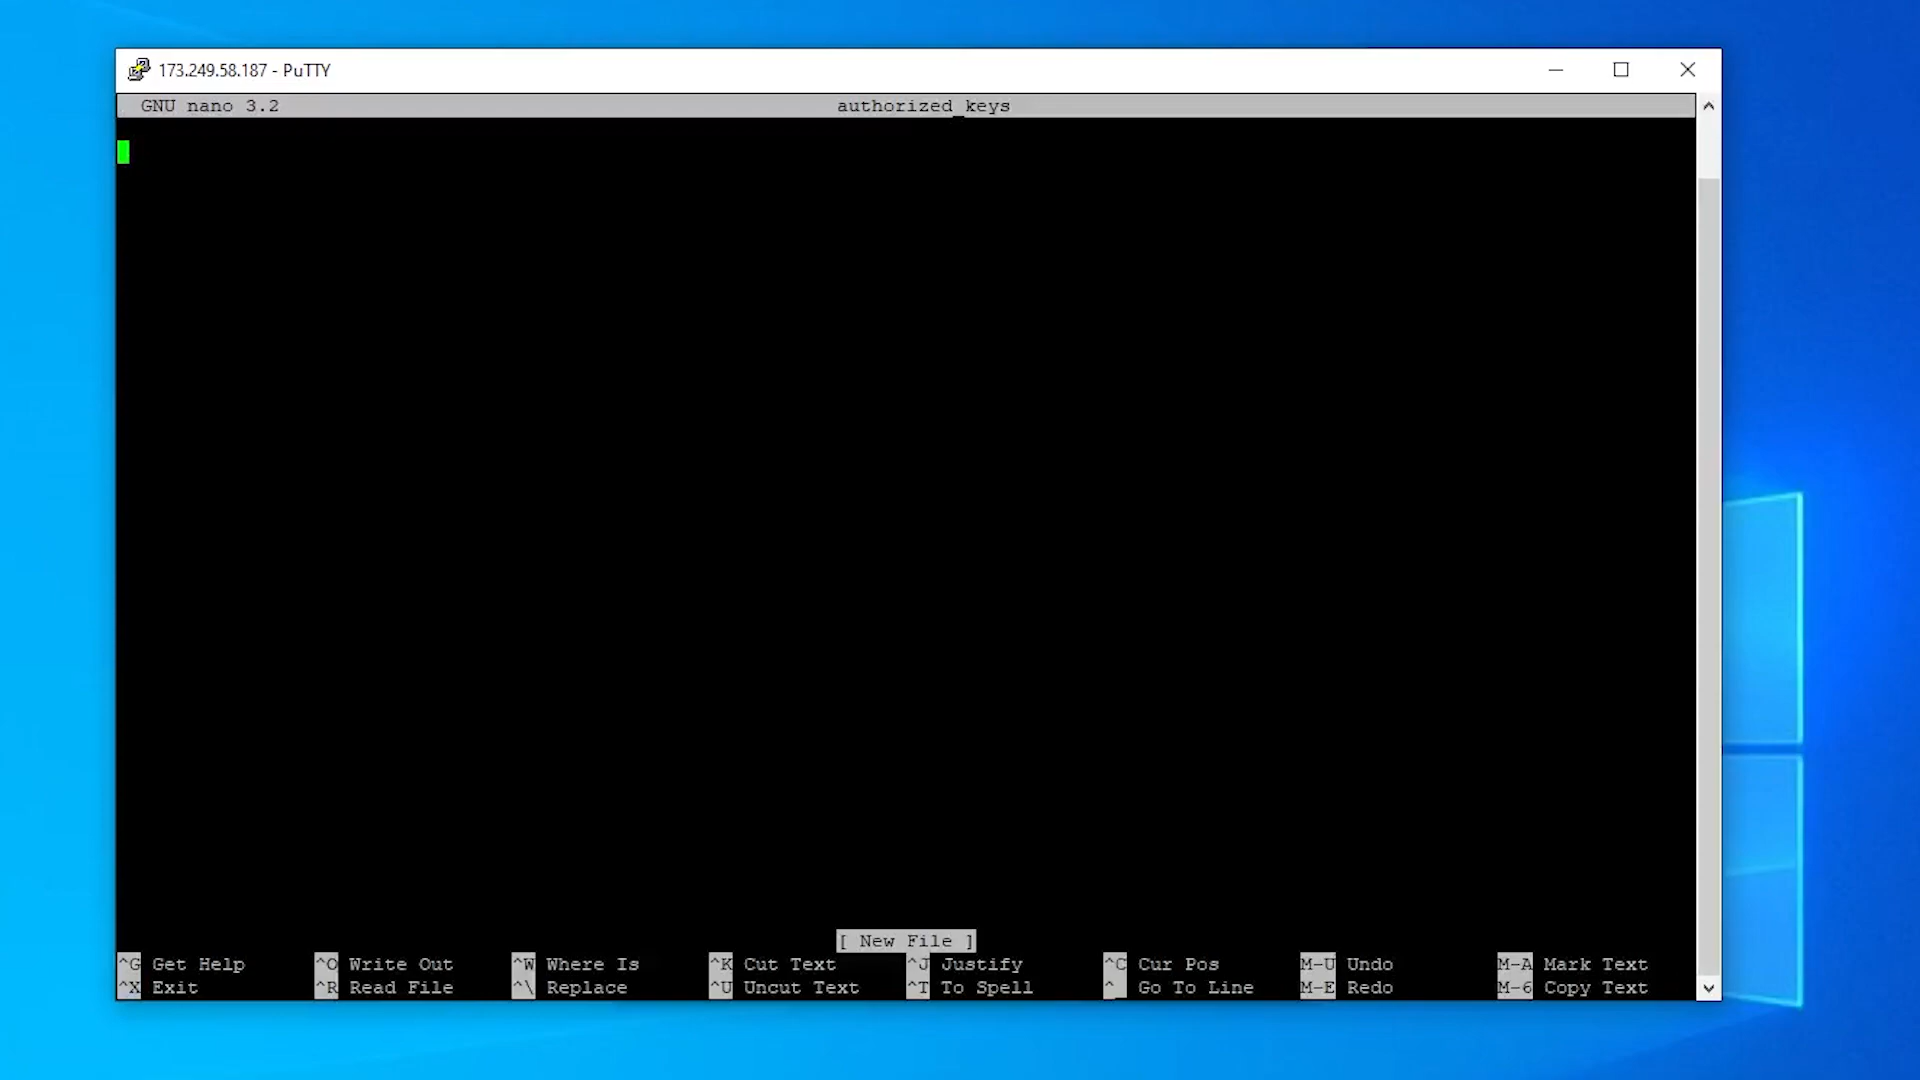 173.249.58.187 - PuTTY
GNU nano 3.2 authorized_keys
[ New File ]
^G Get Help ^O Write Out ^W Where Is ^K Cut Text ^J Justify ^C Cur Pos M-U Undo M-A Mark Text
^X Exit ^R Read File ^\ Replace ^U Uncut Text ^T To Spell ^_ Go To Line M-E Redo M-6 Copy Text